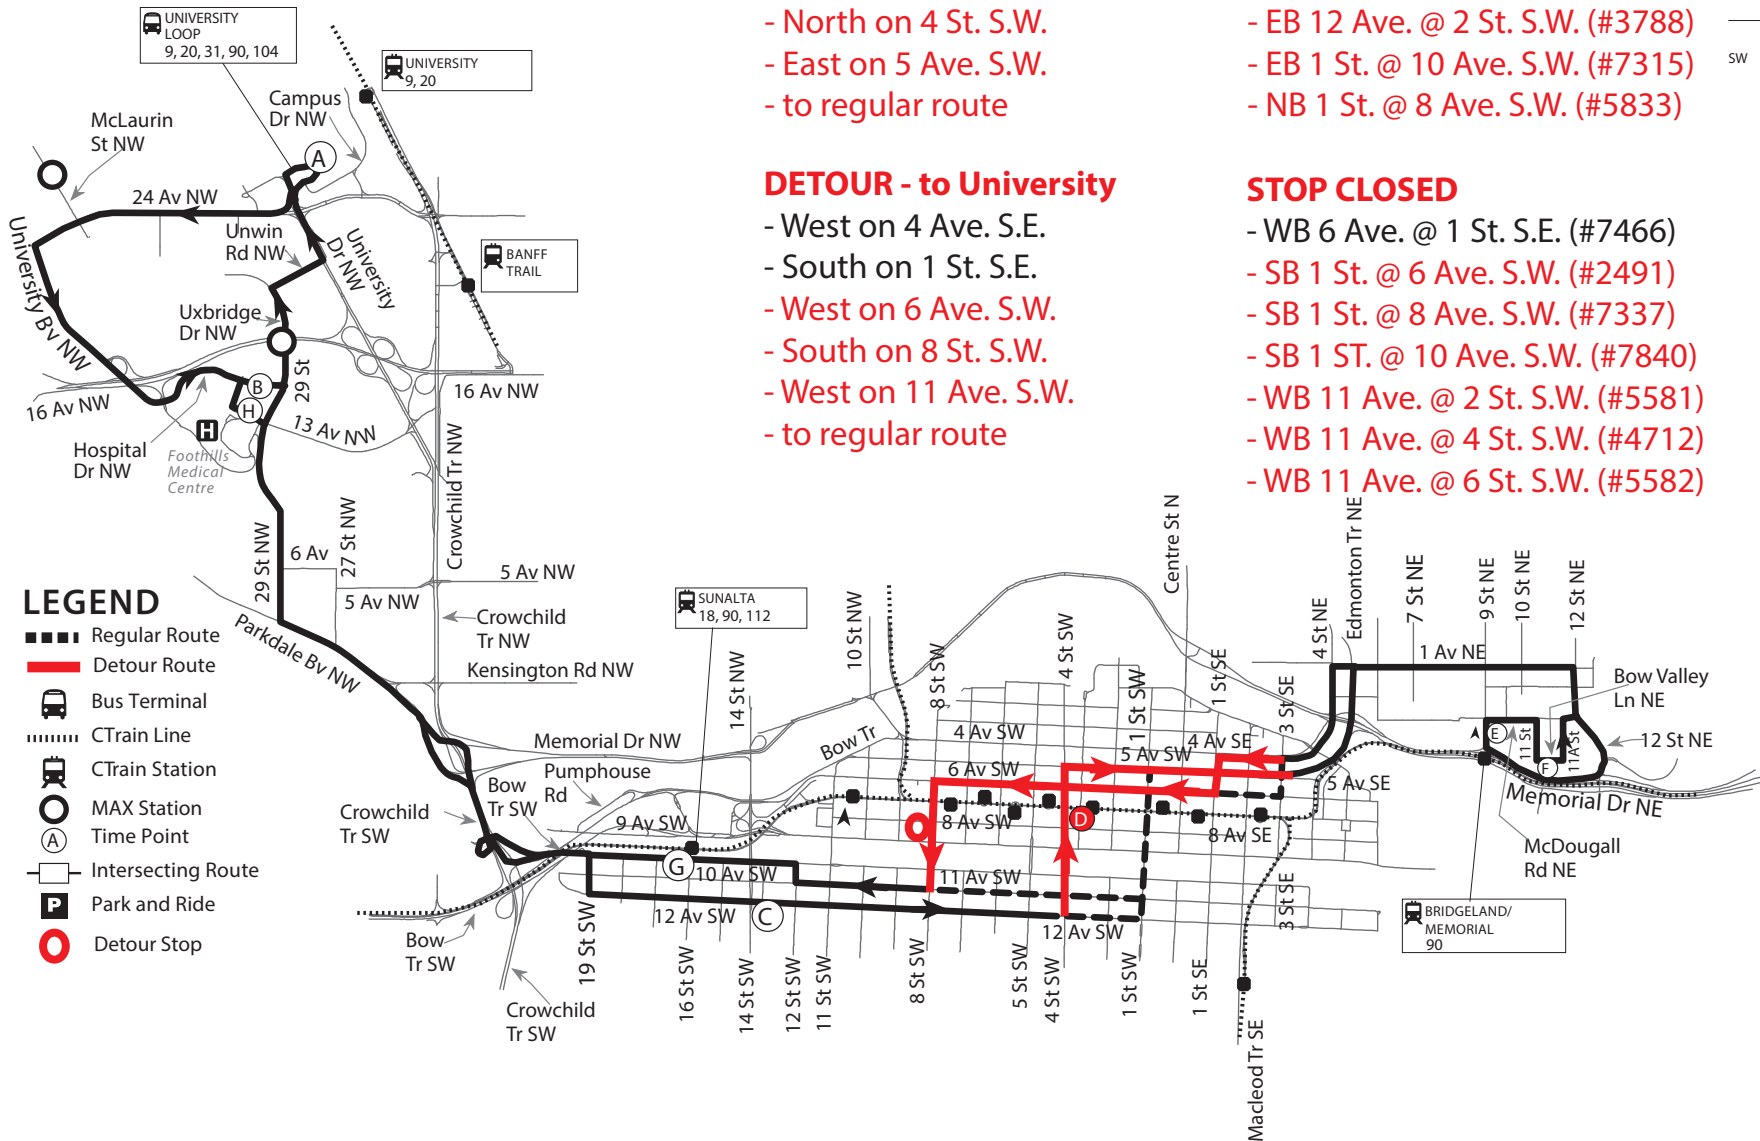 - North on 4 St. S.W.
- East on 5 Ave. S.W.
- to regular route
DETOUR - to University
- West on 4 Ave. S.E.
- South on 1 St. S.E.
- West on 6 Ave. S.W.
- South on 8 St. S.W.
- West on 11 Ave. S.W.
- to regular route
- EB 12 Ave. @ 2 St. S.W. (#3788)
- EB 1 St. @ 10 Ave. S.W. (#7315)
- NB 1 St. @ 8 Ave. S.W. (#5833)
STOP CLOSED
- WB 6 Ave. @ 1 St. S.E. (#7466)
- SB 1 St. @ 6 Ave. S.W. (#2491)
- SB 1 St. @ 8 Ave. S.W. (#7337)
- SB 1 ST. @ 10 Ave. S.W. (#7840)
- WB 11 Ave. @ 2 St. S.W. (#5581)
- WB 11 Ave. @ 4 St. S.W. (#4712)
- WB 11 Ave. @ 6 St. S.W. (#5582)
SW
UNIVERSITY
LOOP
9, 20, 31, 90, 104
UNIVERSITY
9, 20
Campus
Dr NW
McLaurin
St NW
A
24 Av NW
University Bv NW
Unwin
Rd NW
University
Dr NW
BANFF
TRAIL
Uxbridge
Dr NW
29 St
16 Av NW
B
H
16 Av NW
13 Av NW
Hospital
Dr NW
H
Foothills
Medical
Centre
Crowchild Tr NW
29 St NW
6 Av
27 St NW
5 Av NW
5 Av NW
Crowchild
Tr NW
Parkdale Bv NW
Kensington Rd NW
LEGEND
Regular Route
Detour Route
Bus Terminal
CTrain Line
CTrain Station
MAX Station
A
Time Point
Intersecting Route
P
Park and Ride
Detour Stop
SUNALTA
18, 90, 112
14 St NW
10 St NW
8 St SW
4 St SW
Centre St N
1 St SW
1 St SE
3 St SE
4 St NE
Edmonton Tr NE
7 St NE
9 St NE
10 St NE
12 St NE
1 Av NE
Bow Valley
Ln NE
E
11 St
F
11A St
12 St NE
Memorial Dr NE
McDougall
Rd NE
BRIDGELAND/
MEMORIAL
90
Memorial Dr NW
Bow Tr
4 Av SW
5 Av SW
4 Av SE
5 Av SE
6 Av SW
8 Av SW
D
8 Av SE
Pumphouse
Rd
Bow
Tr SW
9 Av SW
Crowchild
Tr SW
G
10 Av SW
11 Av SW
12 Av SW
C
12 Av SW
3 St SE
Bow
Tr SW
Crowchild
Tr SW
19 St SW
16 St SW
14 St SW
12 St SW
11 St SW
8 St SW
5 St SW
4 St SW
1 St SW
1 St SE
Macleod Tr SE